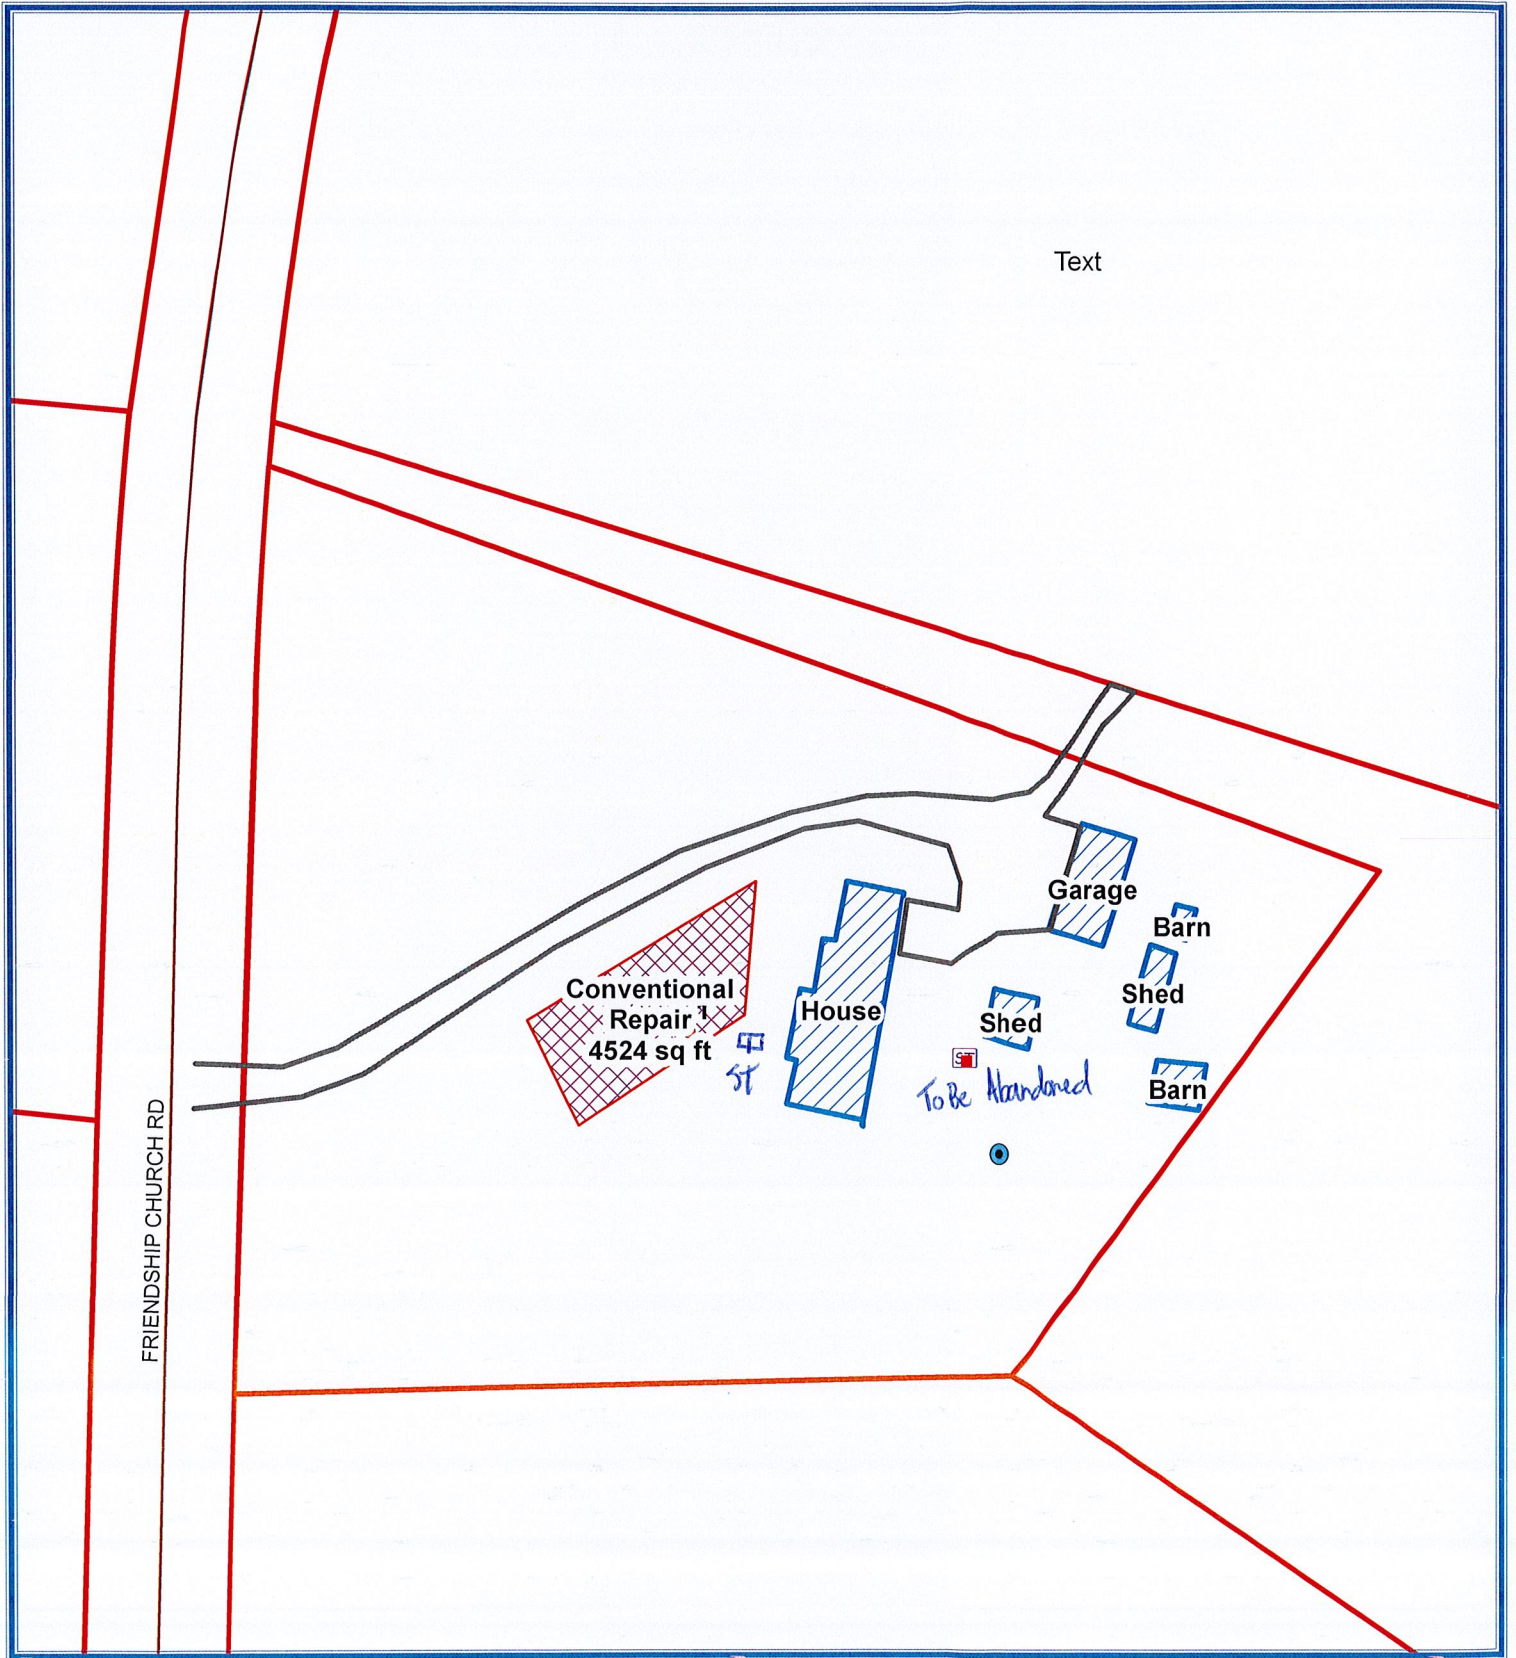 Text
Garage
Barn
Conventional
Repair
4524 sq ft
House
Shed
Shed
ST
ST
To Be Abandoned
Barn
FRIENDSHIP CHURCH RD